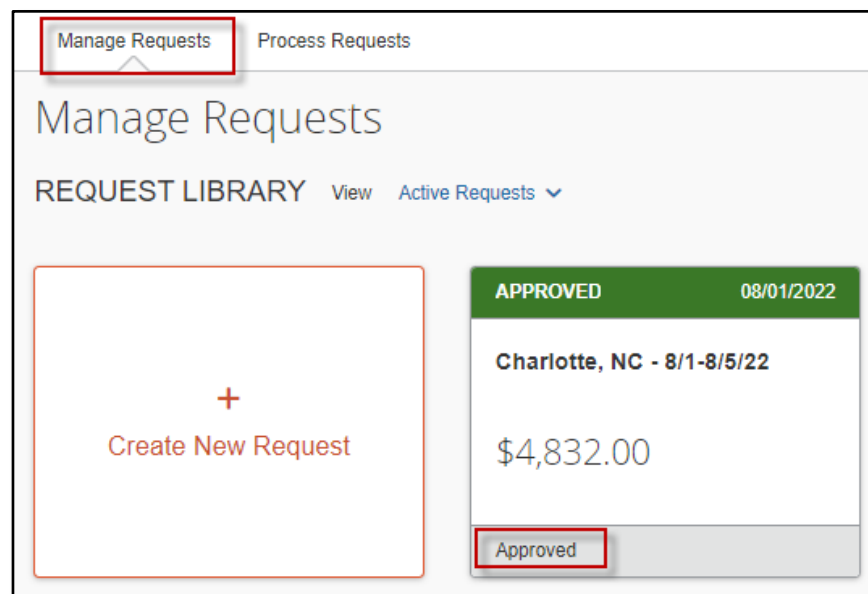 Manage Requests Process Requests
Manage Requests
REQUEST LIBRARY View Active Requests
+
Create New Request
APPROVED 08/01/2022
Charlotte, NC - 8/1-8/5/22
$4,832.00
Approved